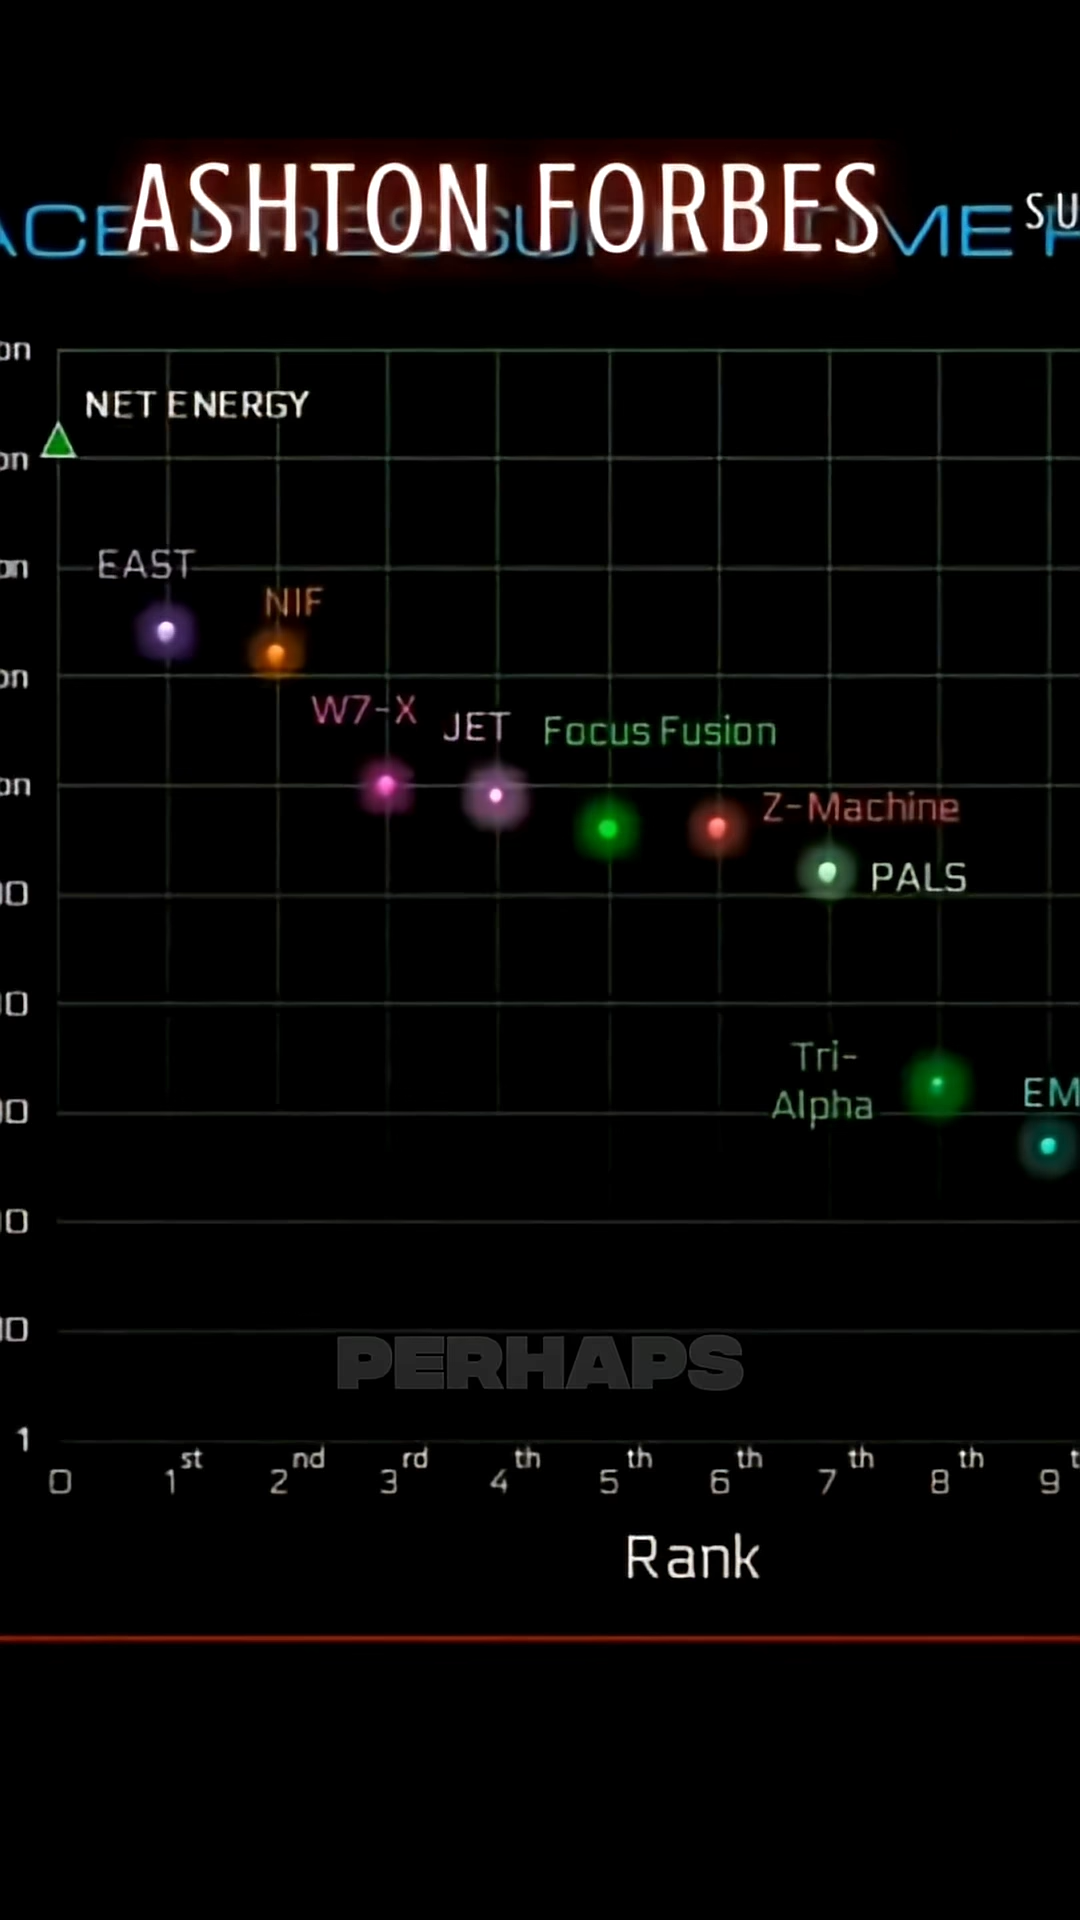 ASHTON FORBES
SU
NET ENERGY
EAST
NIF
W7-X
JET
Focus Fusion
Z-Machine
PALS
Tri-
Alpha
EM
PERHAPS
1
0 1st 2nd 3rd 4th 5th 6th 7th 8th 9
Rank